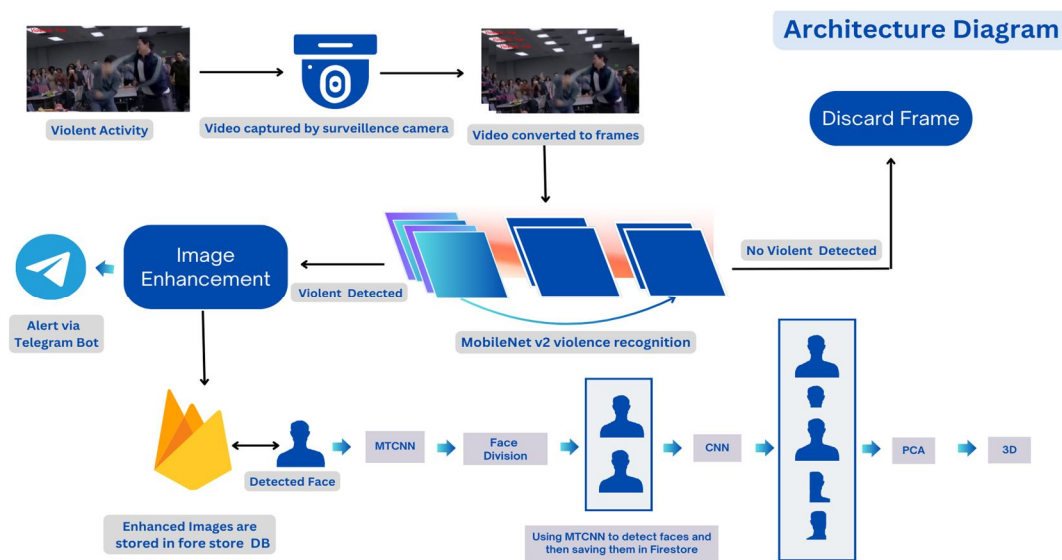 Architecture Diagram
Violent Activity
Video captured by surveillence camera
Video converted to frames
Discard Frame
Image
Enhancement
Violent Detected
No Violent Detected
Alert via
Telegram Bot
MobileNet v2 violence recognition
Detected Face
MTCNN
Face
Division
CNN
PCA
3D
Enhanced Images are
stored in fore store DB
Using MTCNN to detect faces and
then saving them in Firestore